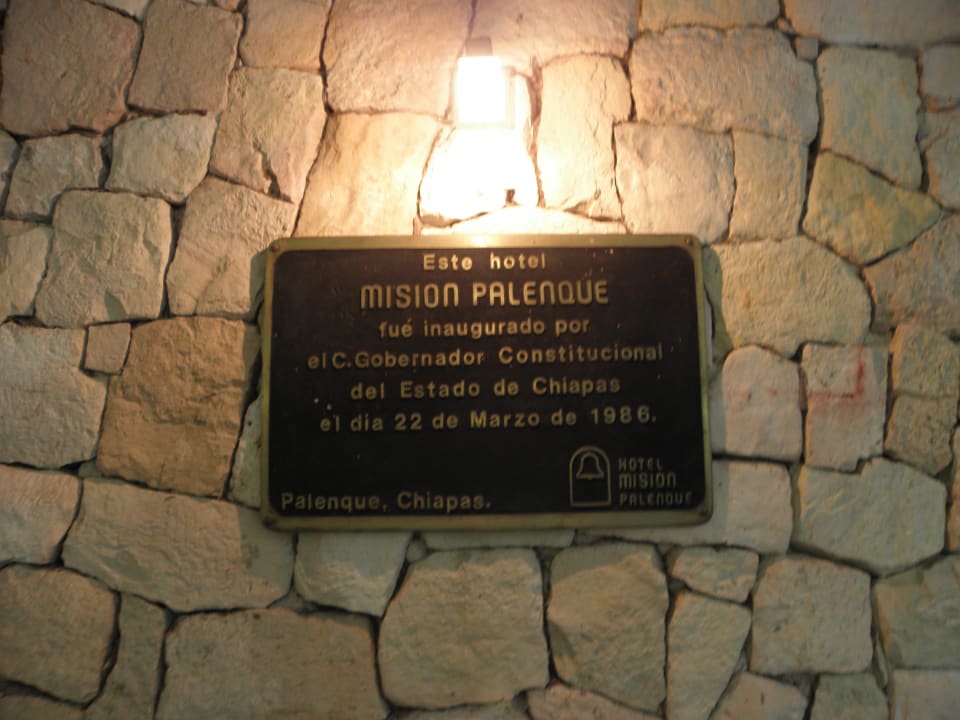 Este hotel
MISION PALENQUE
fué inaugurado por
el C. Gobernador Constitucional
del Estado de Chiapas
el dia 22 de Marzo de 1986.
HOTEL
MISION
PALENQUE
Palenque, Chiapas.